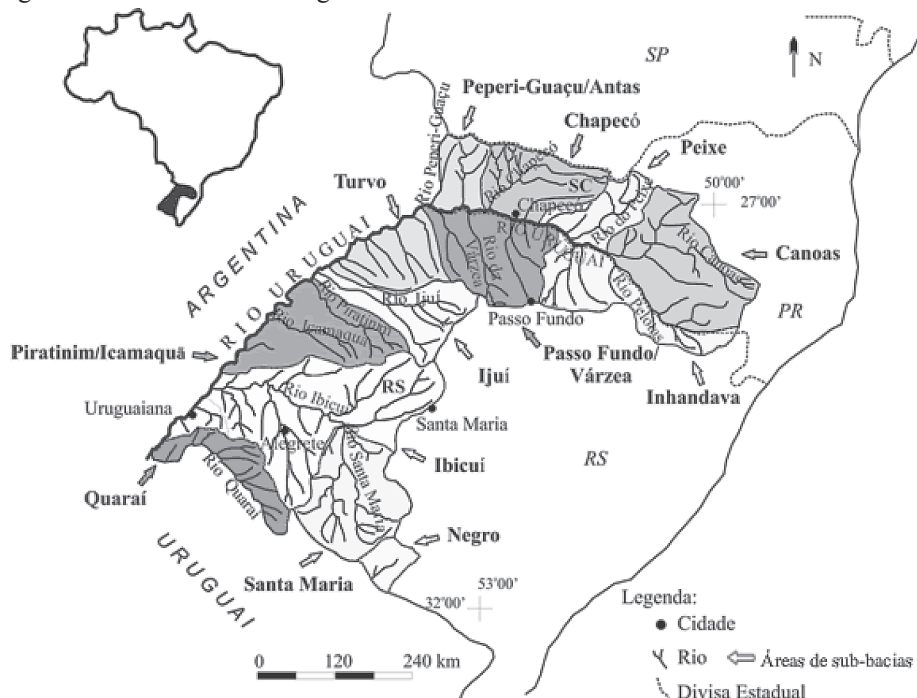 SP
N
Peperi-Guaçu/Antas
Chapecó
Peixe
50°00'
27°00'
Turvo
Rio Peperi-Guaçu
Rio Chapecó
SC
Chapecó
Rio do Peixe
Rio Canoas
Canoas
ARGENTINA
RIO URUGUAI
RIO URUGUAI
Rio da Várzea
Rio Ijuí
Rio Pelotas
PR
Rio Piratinim
Rio Icamaquã
Passo Fundo
Piratinim/Icamaquã
Passo Fundo/
Várzea
Ijuí
Inhandava
RS
Rio Ibicuí
Uruguaiana
Santa Maria
Alegrete
Ibicuí
RS
Rio Santa Maria
Quaraí
Rio Quaraí
URUGUAI
Negro
Santa Maria
53°00'
32°00'
Legenda:
Cidade
Rio
Áreas de sub-bacias
Divisa Estadual
0 120 240 km